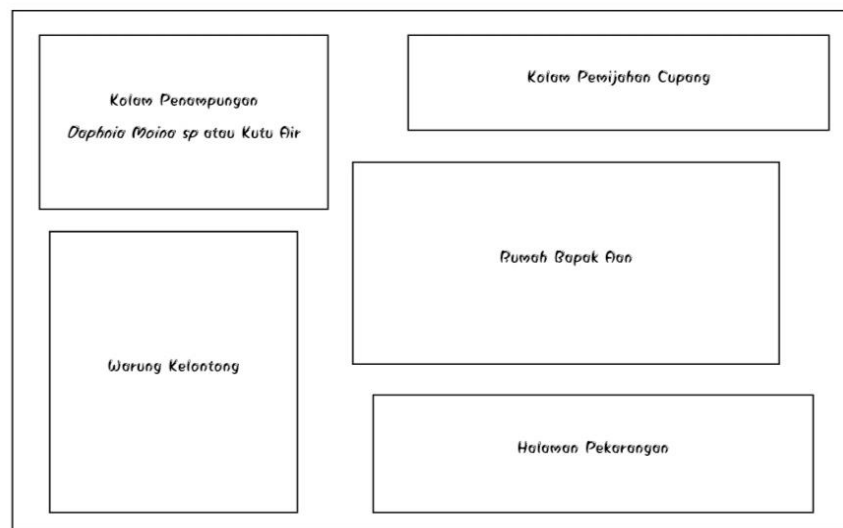 Kolam Penampungan
Daphnia Moina sp atau Kutu Air
Kolam Pemijahan Cupang
Rumah Bapak Aan
Warung Kelontong
Halaman Pekarangan